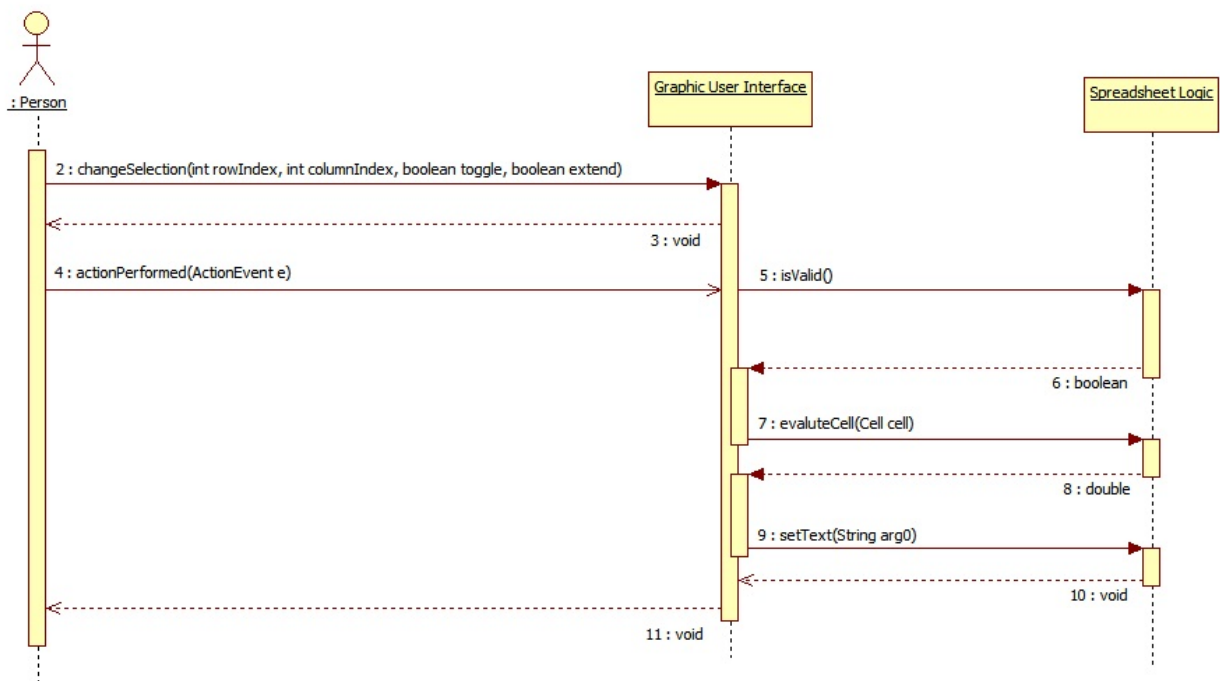 : Person
Graphic User Interface
Spreadsheet Logic
2 : changeSelection(int rowIndex, int columnIndex, boolean toggle, boolean extend)
3 : void
4 : actionPerformed(ActionEvent e)
5 : isValid()
6 : boolean
7 : evaluteCell(Cell cell)
8 : double
9 : setText(String arg0)
10 : void
11 : void